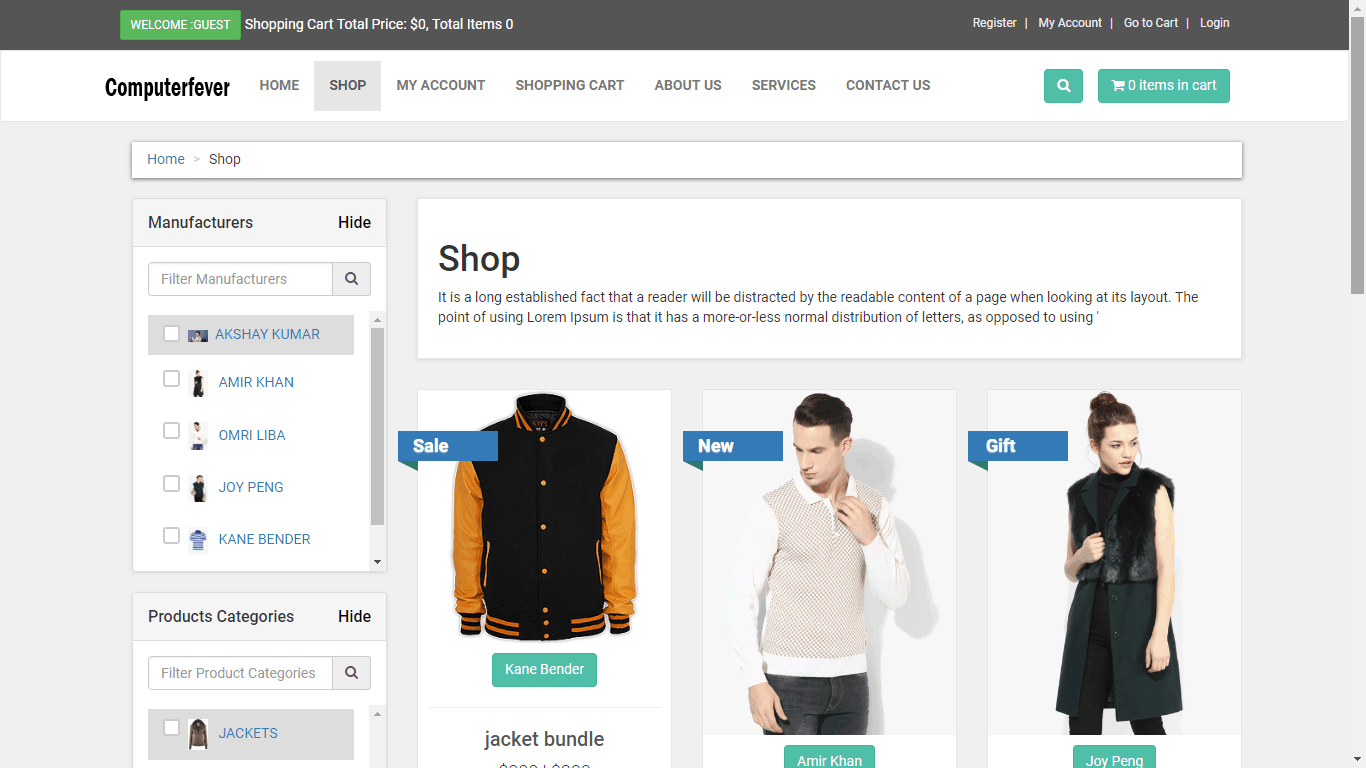 WELCOME :GUEST Shopping Cart Total Price: $0, Total Items 0
Register | My Account | Go to Cart | Login
Computerfever HOME SHOP MY ACCOUNT SHOPPING CART ABOUT US SERVICES CONTACT US 0 items in cart
Home > Shop
Manufacturers Hide
Filter Manufacturers
AKSHAY KUMAR
AMIR KHAN
OMRI LIBA
JOY PENG
KANE BENDER
Products Categories Hide
Filter Product Categories
JACKETS
Shop
It is a long established fact that a reader will be distracted by the readable content of a page when looking at its layout. The
point of using Lorem Ipsum is that it has a more-or-less normal distribution of letters, as opposed to using '
Sale
Kane Bender
jacket bundle
New
Amir Khan
Gift
Joy Peng